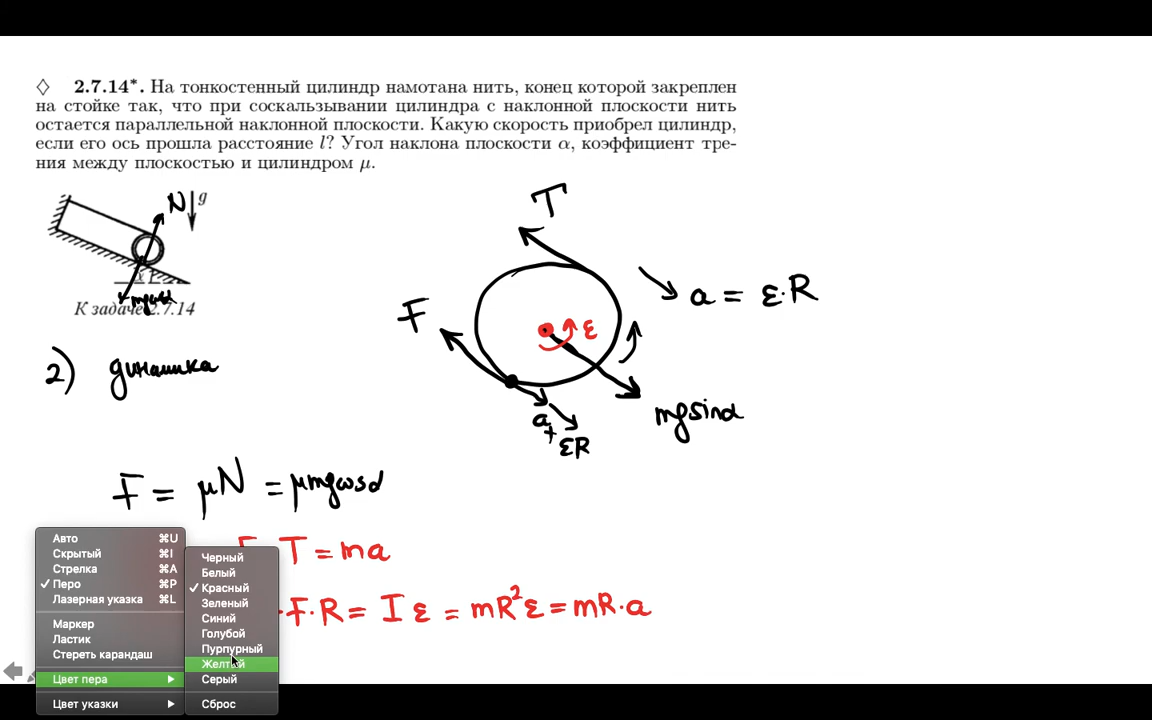 ◇ 2.7.14*. На тонкостенный цилиндр намотана нить, конец которой закреплен
на стойке так, что при соскальзывании цилиндра с наклонной плоскости нить
остается параллельной наклонной плоскости. Какую скорость приобрел цилиндр,
если его ось прошла расстояние l? Угол наклона плоскости α, коэффициент тре-
ния между плоскостью и цилиндром μ.
N
g
α
К задаче 2.7.14
T
F
ε
a = ε·R
mgsinα
a
+
εR
2) динамика
F = μN = μmgcosα
T = ma
F·R = Iε = mR²ε = mR·a
Авто ⌘U
Скрытый ⌘I
Стрелка ⌘A
✓ Перо ⌘P
Лазерная указка ⌘L
Маркер
Ластик
Стереть карандаш
Цвет пера
Цвет указки
Черный
Белый
✓ Красный
Зеленый
Синий
Голубой
Пурпурный
Желтый
Серый
Сброс